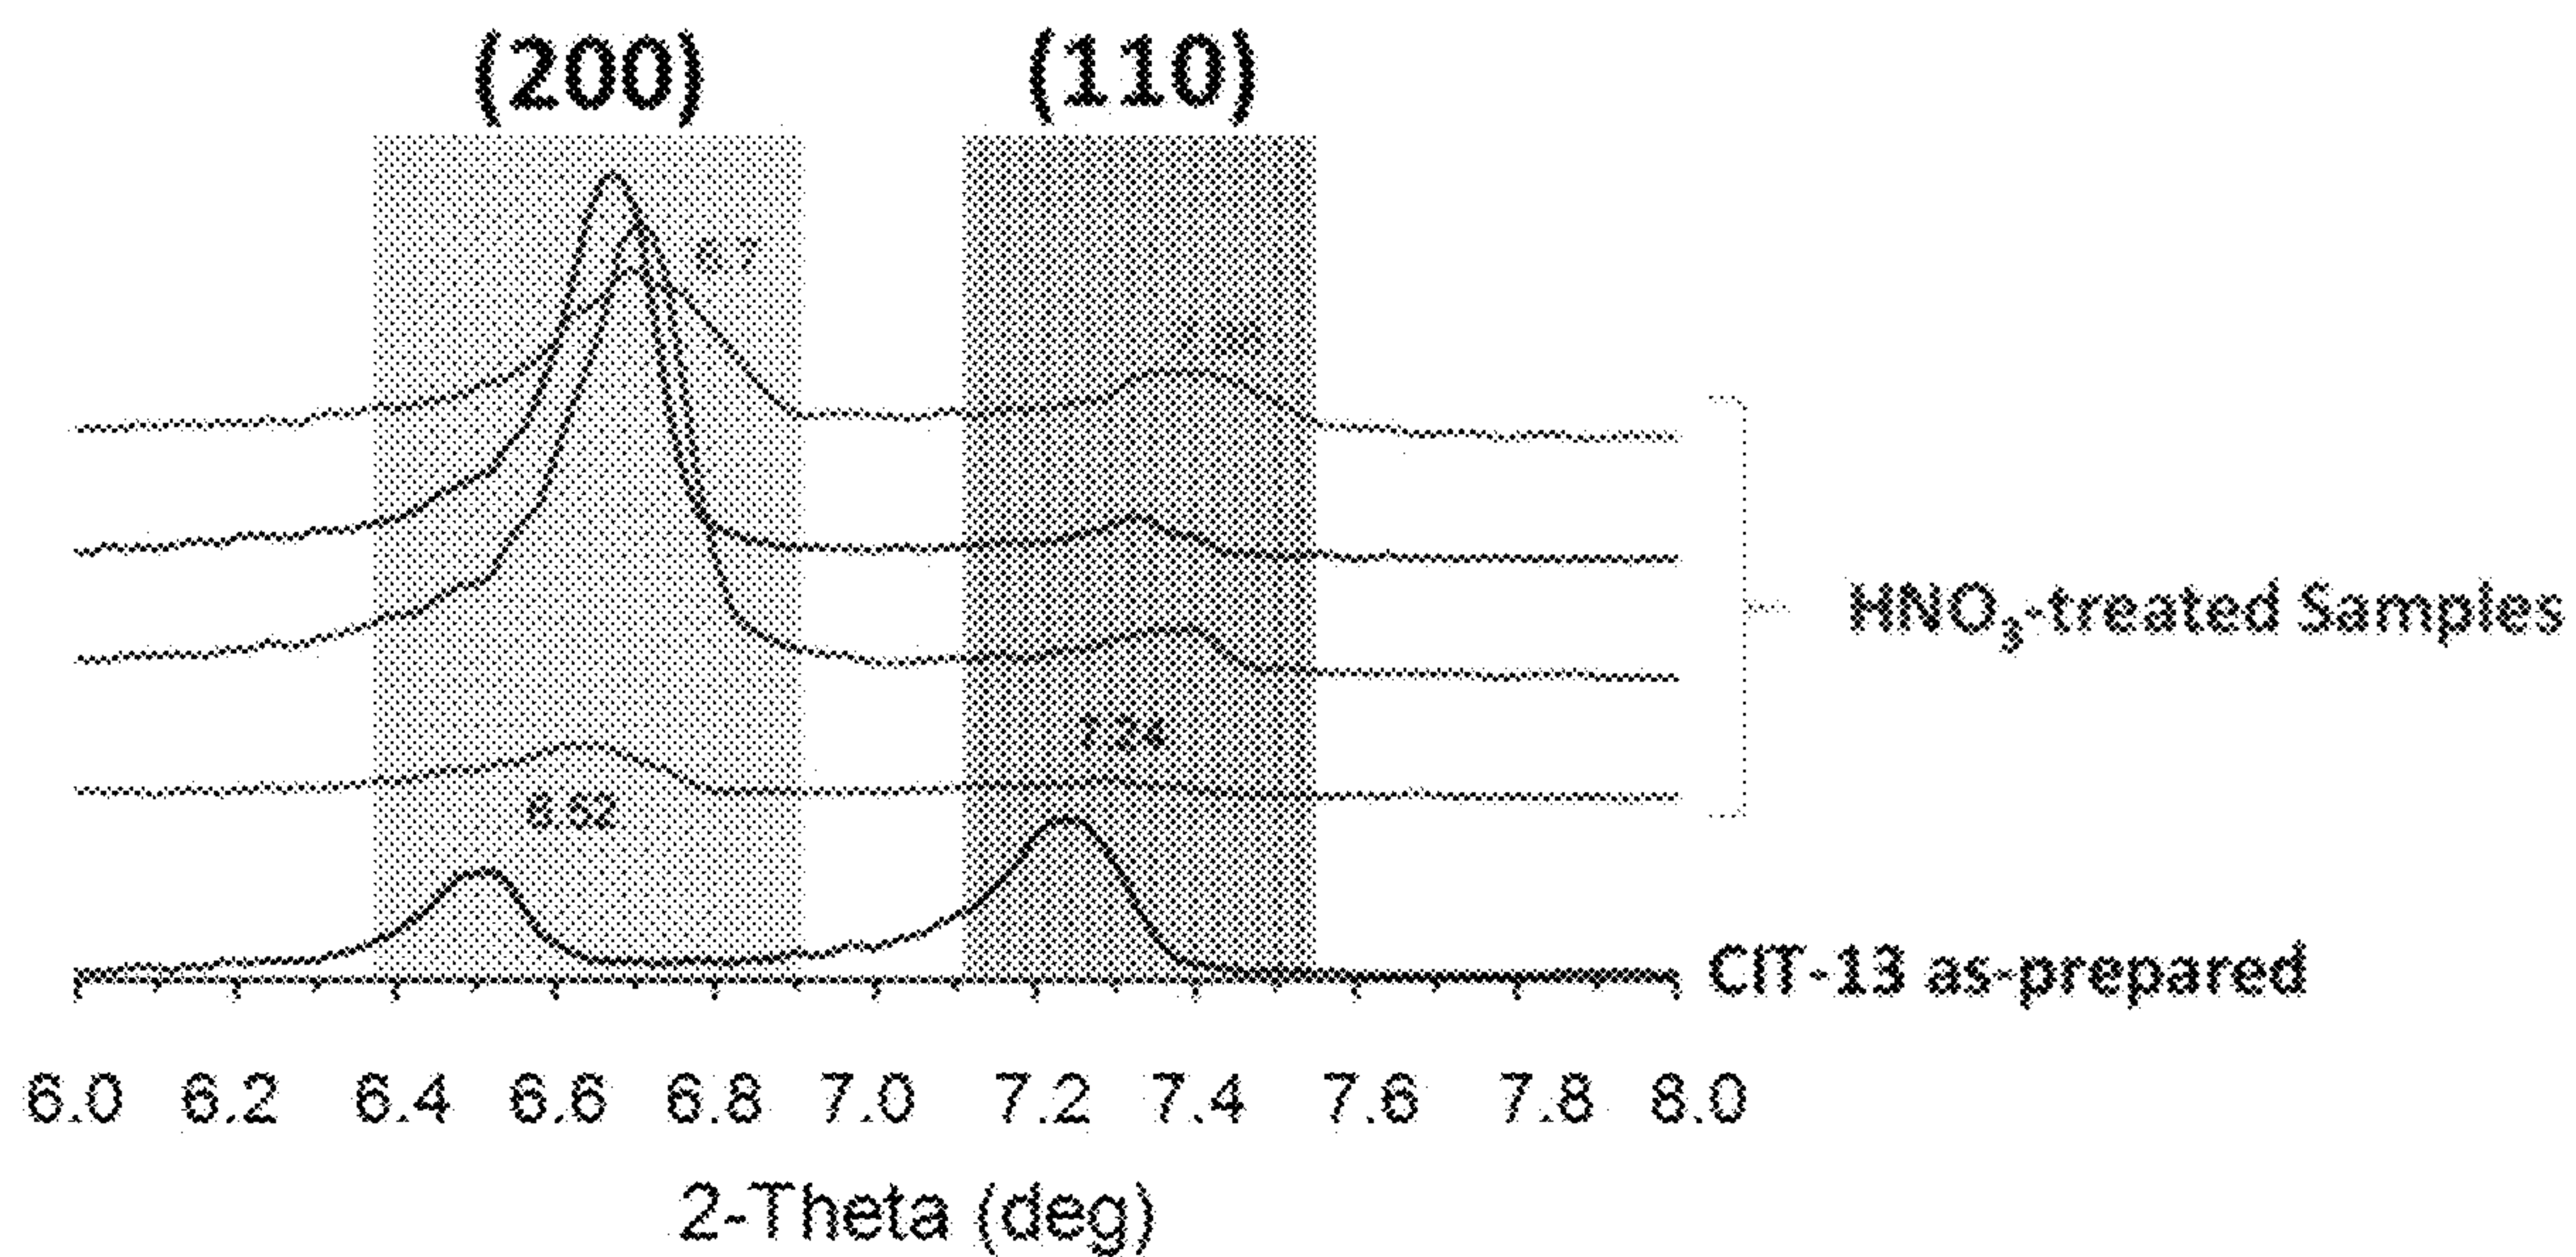 (200) (110)
6.7
7.24
6.52
HNO₃-treated Samples
CIT-13 as-prepared
6.0 6.2 6.4 6.6 6.8 7.0 7.2 7.4 7.6 7.8 8.0
2-Theta (deg)